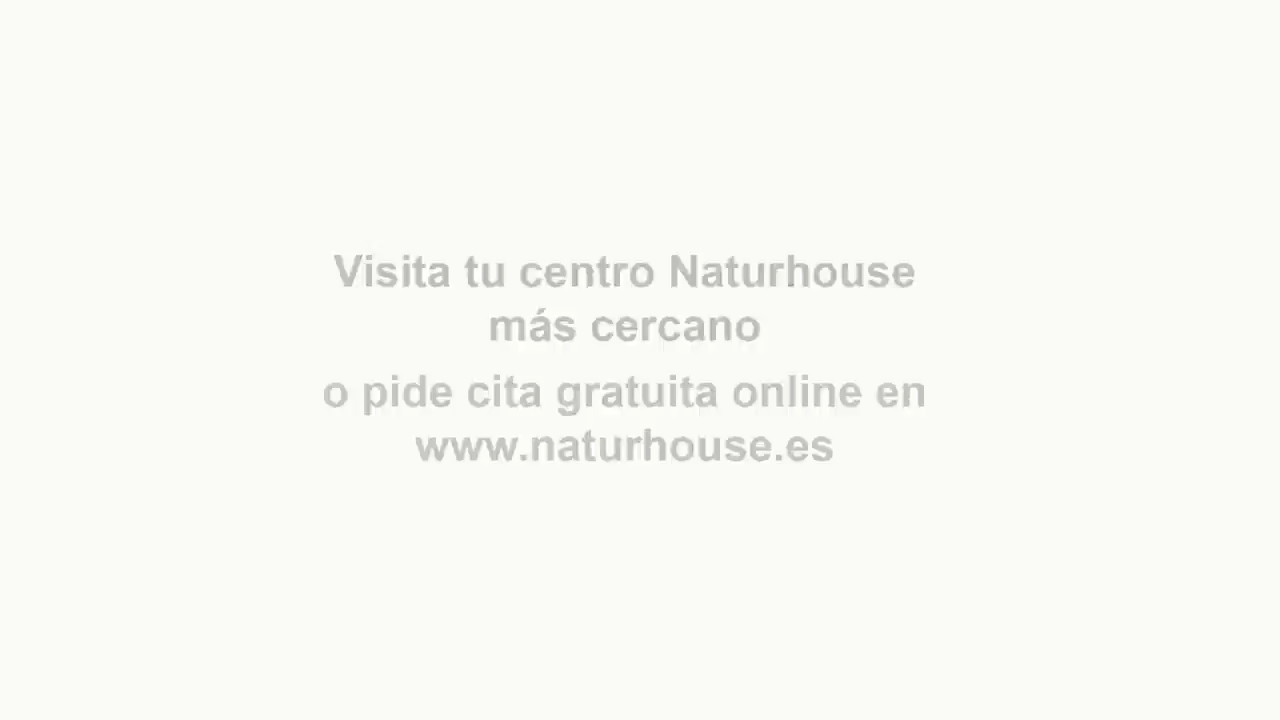 Visita tu centro Naturhouse
más cercano
o pide cita gratuita online en
www.naturhouse.es